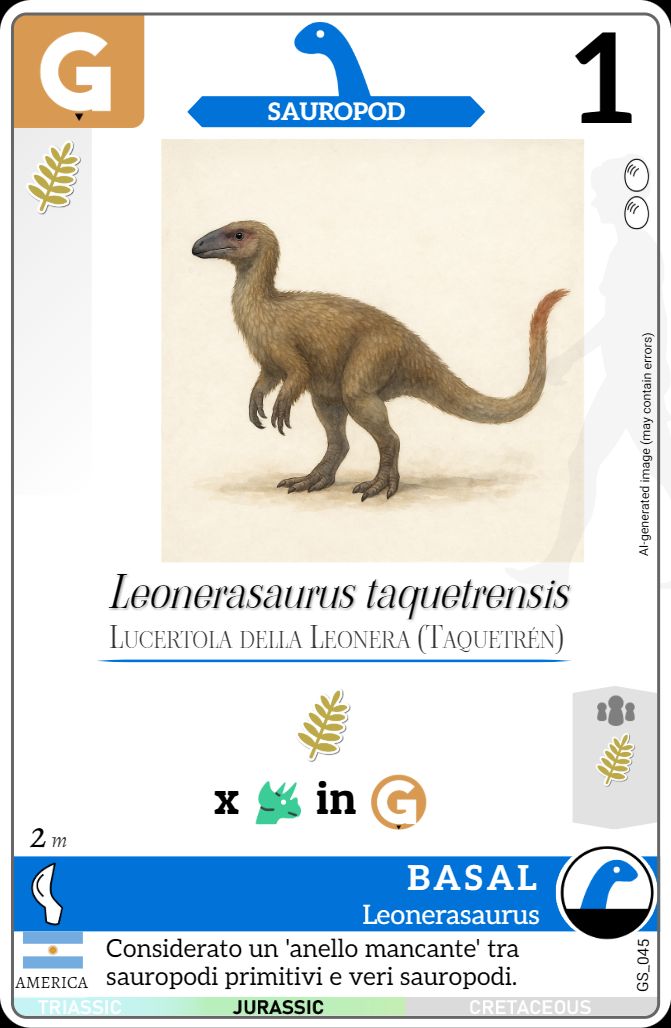 G
SAUROPOD
1
AI-generated image (may contain errors)
Leonerasaurus taquetrensis
Lucertola della Leonera (Taquetrén)
x in G
2 m
BASAL
Leonerasaurus
AMERICA
Considerato un 'anello mancante' tra
sauropodi primitivi e veri sauropodi.
GS_045
TRIASSIC JURASSIC CRETACEOUS